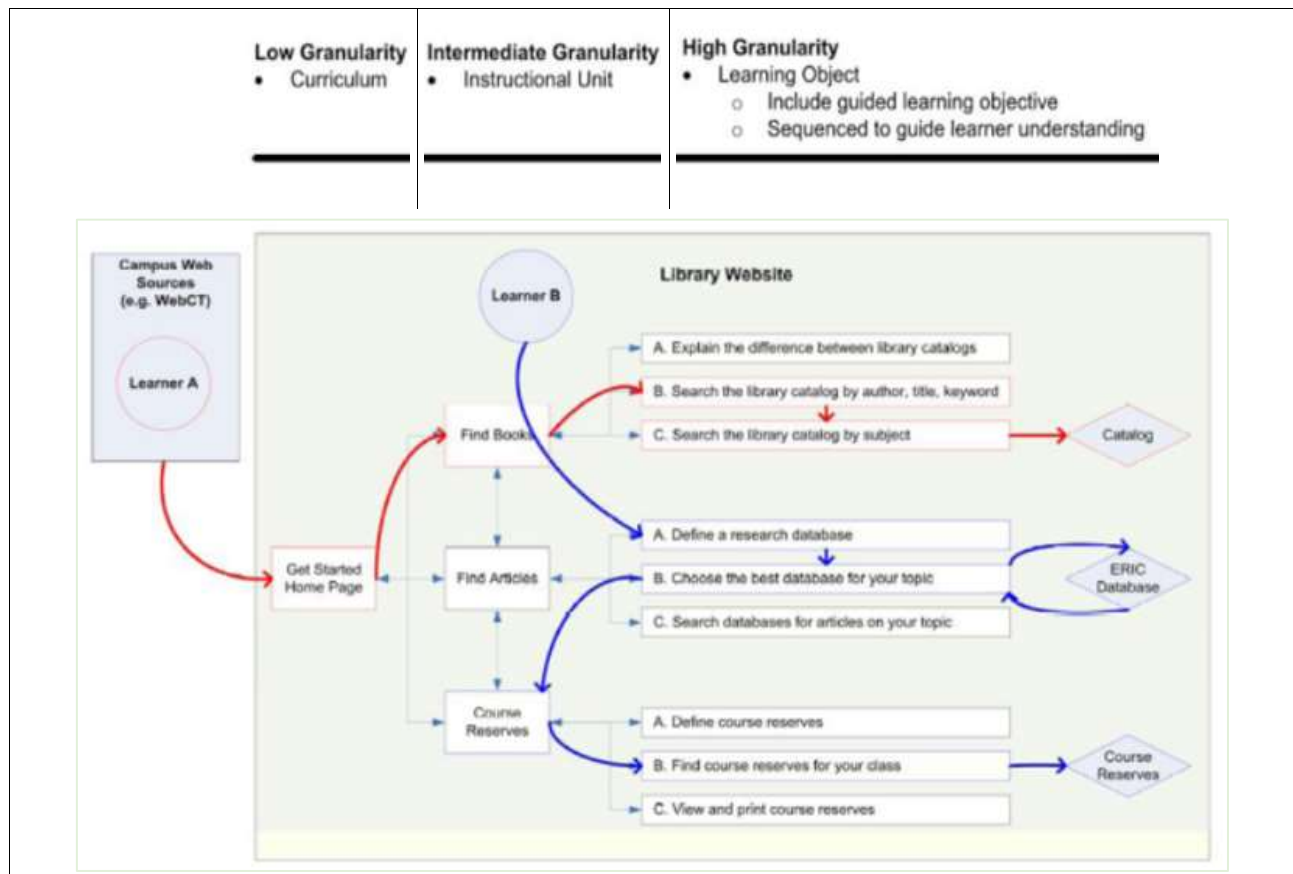 Low Granularity
• Curriculum
Intermediate Granularity
• Instructional Unit
High Granularity
• Learning Object
o Include guided learning objective
o Sequenced to guide learner understanding
Campus Web
Sources
(e.g. WebCT)
Learner A
Library Website
Learner B
Get Started
Home Page
Find Books
A. Explain the difference between library catalogs
B. Search the library catalog by author, title, keyword
C. Search the library catalog by subject
Catalog
Find Articles
A. Define a research database
B. Choose the best database for your topic
C. Search databases for articles on your topic
ERIC
Database
Course
Reserves
A. Define course reserves
B. Find course reserves for your class
C. View and print course reserves
Course
Reserves